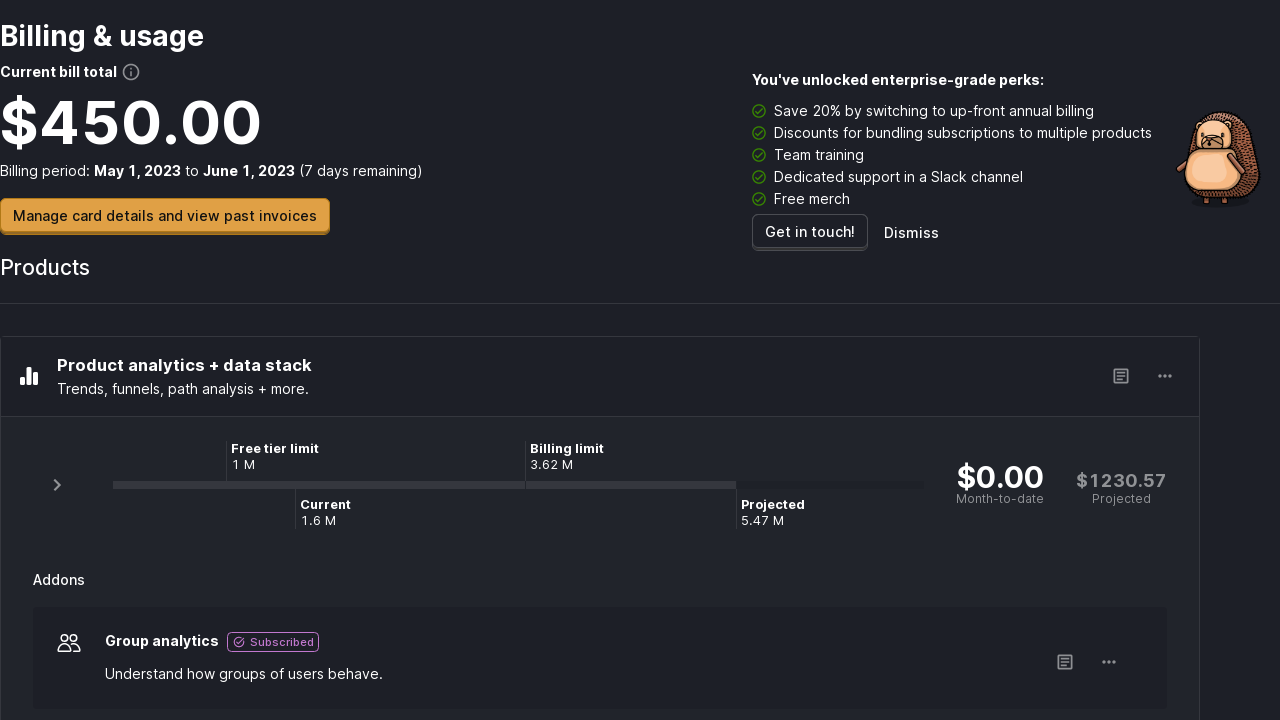 Billing & usage
Current bill total
$450.00
Billing period: May 1, 2023 to June 1, 2023 (7 days remaining)
Manage card details and view past invoices
You've unlocked enterprise-grade perks:
Save 20% by switching to up-front annual billing
Discounts for bundling subscriptions to multiple products
Team training
Dedicated support in a Slack channel
Free merch
Get in touch!
Dismiss
Products
Product analytics + data stack
Trends, funnels, path analysis + more.
Free tier limit
1 M
Billing limit
3.62 M
Current
1.6 M
Projected
5.47 M
$0.00
Month-to-date
$1230.57
Projected
Addons
Group analytics
Subscribed
Understand how groups of users behave.